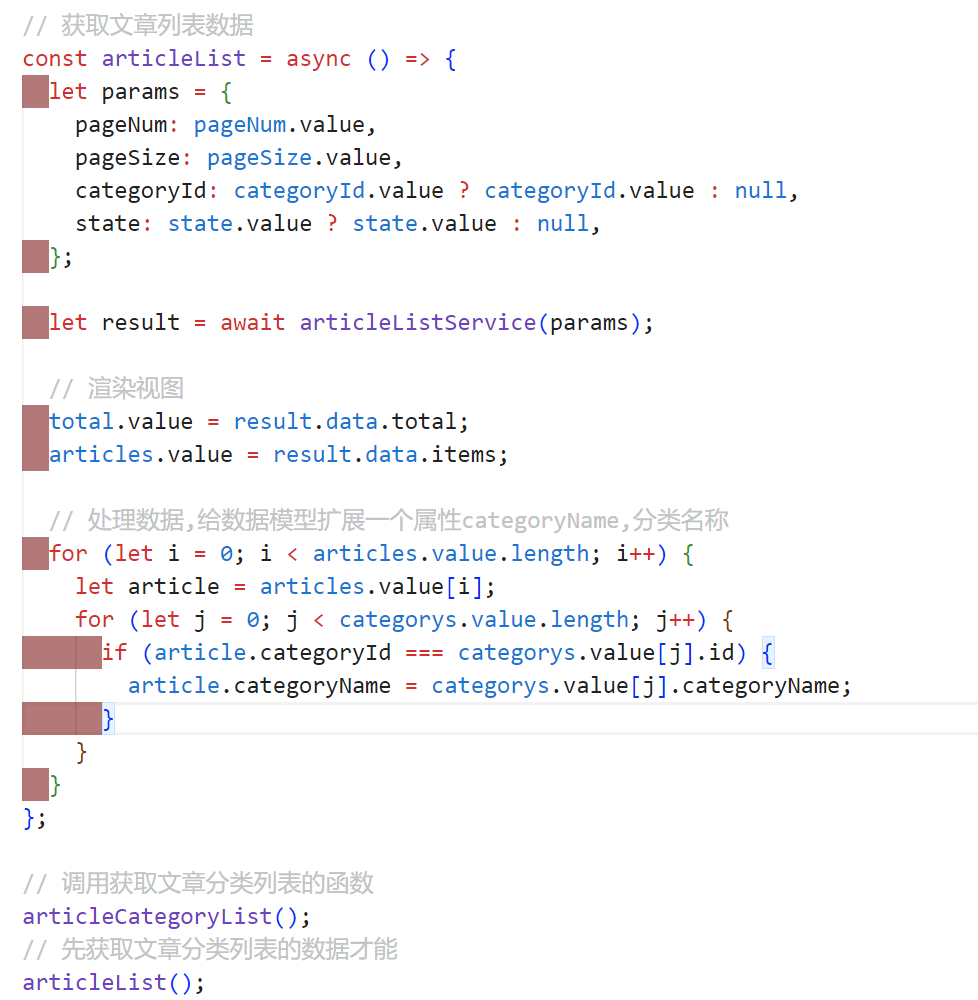 // 获取文章列表数据
const articleList = async () => {
let params = {
pageNum: pageNum.value,
pageSize: pageSize.value,
categoryId: categoryId.value ? categoryId.value : null,
state: state.value ? state.value : null,
};
let result = await articleListService(params);
// 渲染视图
total.value = result.data.total;
articles.value = result.data.items;
// 处理数据,给数据模型扩展一个属性categoryName,分类名称
for (let i = 0; i < articles.value.length; i++) {
let article = articles.value[i];
for (let j = 0; j < categorys.value.length; j++) {
if (article.categoryId === categorys.value[j].id) {
article.categoryName = categorys.value[j].categoryName;
}
}
}
};
// 调用获取文章分类列表的函数
articleCategoryList();
// 先获取文章分类列表的数据才能
articleList();